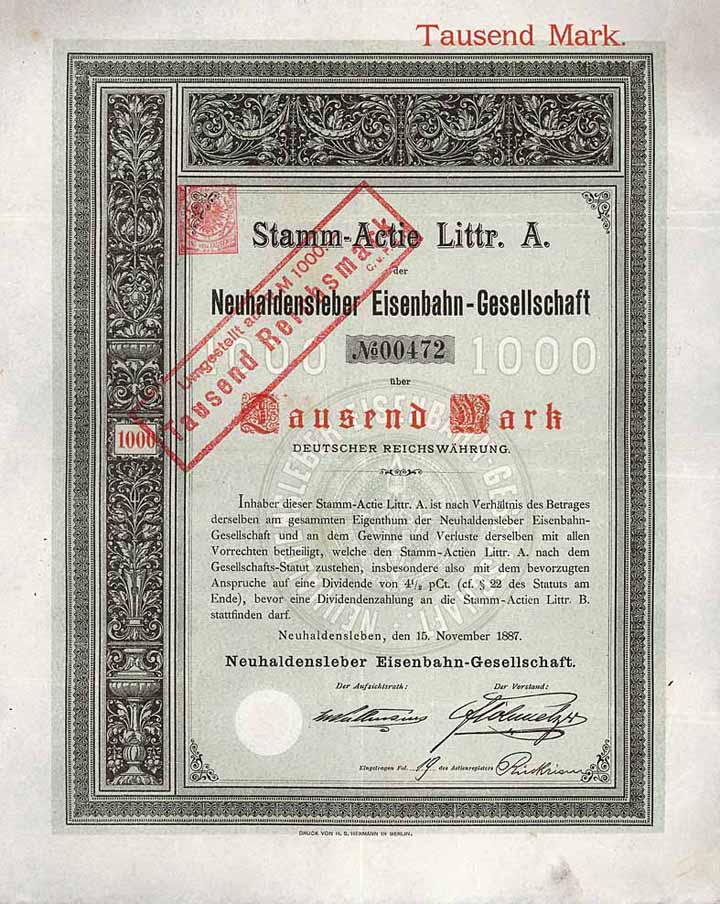 Tausend Mark.
Stamm-Actie Littr. A.
der
Neuhaldensleber Eisenbahn-Gesellschaft
Umgestellt auf RM 1000.-
Tausend Reichsmark
1000 № 00472 1000
über
Tausend Mark
1000
DEUTSCHER REICHSWÄHRUNG.
Inhaber dieser Stamm-Actie Littr. A. ist nach Verhältnis des Betrages
derselben am gesammten Eigenthum der Neuhaldensleber Eisenbahn-
Gesellschaft und an dem Gewinne und Verluste derselben mit allen
Vorrechten betheiligt, welche den Stamm-Actien Littr. A. nach dem
Gesellschafts-Statut zustehen, insbesondere also mit dem bevorzugten
Anspruche auf eine Dividende von 4½ pCt. (cf. § 22 des Statuts am
Ende), bevor eine Dividendenzahlung an die Stamm-Actien Littr. B.
stattfinden darf.
Neuhaldensleben, den 15. November 1887.
Neuhaldensleber Eisenbahn-Gesellschaft.
Der Aufsichtsrath: Der Vorstand:
Eingetragen Fol. 19 des Actienregisters
DRUCK VON H. S. HERMANN IN BERLIN.